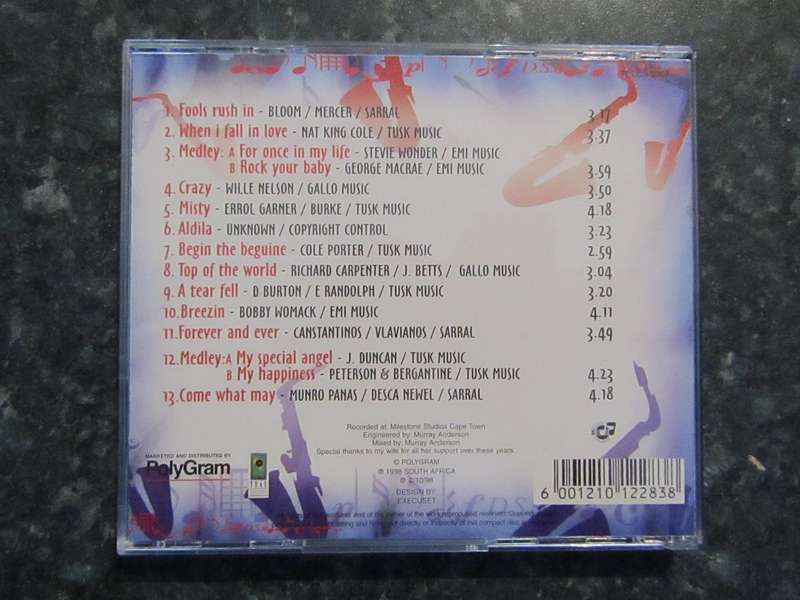 1. Fools rush in - BLOOM / MERCER / SARRAL 3.17
2. When i fall in love - NAT KING COLE / TUSK MUSIC 3.37
3. Medley: A For once in my life - STEVIE WONDER / EMI MUSIC
B Rock your baby - GEORGE MACRAE / EMI MUSIC 3.59
4. Crazy - WILLE NELSON / GALLO MUSIC 3.50
5. Misty - ERROL GARNER / BURKE / TUSK MUSIC 4.18
6. Aldila - UNKNOWN / COPYRIGHT CONTROL 3.23
7. Begin the beguine - COLE PORTER / TUSK MUSIC 2.59
8. Top of the world - RICHARD CARPENTER / J. BETTS / GALLO MUSIC 3.04
9. A tear fell - D BURTON / E RANDOLPH / TUSK MUSIC 3.20
10. Breezin - BOBBY WOMACK / EMI MUSIC 4.11
11. Forever and ever - CANSTANTINOS / VLAVIANOS / SARRAL 3.49
12. Medley: A My special angel - J. DUNCAN / TUSK MUSIC
B My happiness - PETERSON & BERGANTINE / TUSK MUSIC 4.23
13. Come what may - MUNRO PANAS / DESCA NEWEL / SARRAL 4.18
Recorded at: Milestone Studios Cape Town
Engineered by: Murray Anderson
Mixed by: Murray Anderson
Special thanks to my wife for all her support over these years.
MARKETED AND DISTRIBUTED BY
PolyGram
© POLYGRAM
℗ 1998 SOUTH AFRICA
DESIGN BY:
EXECUSET
6 001210 122838